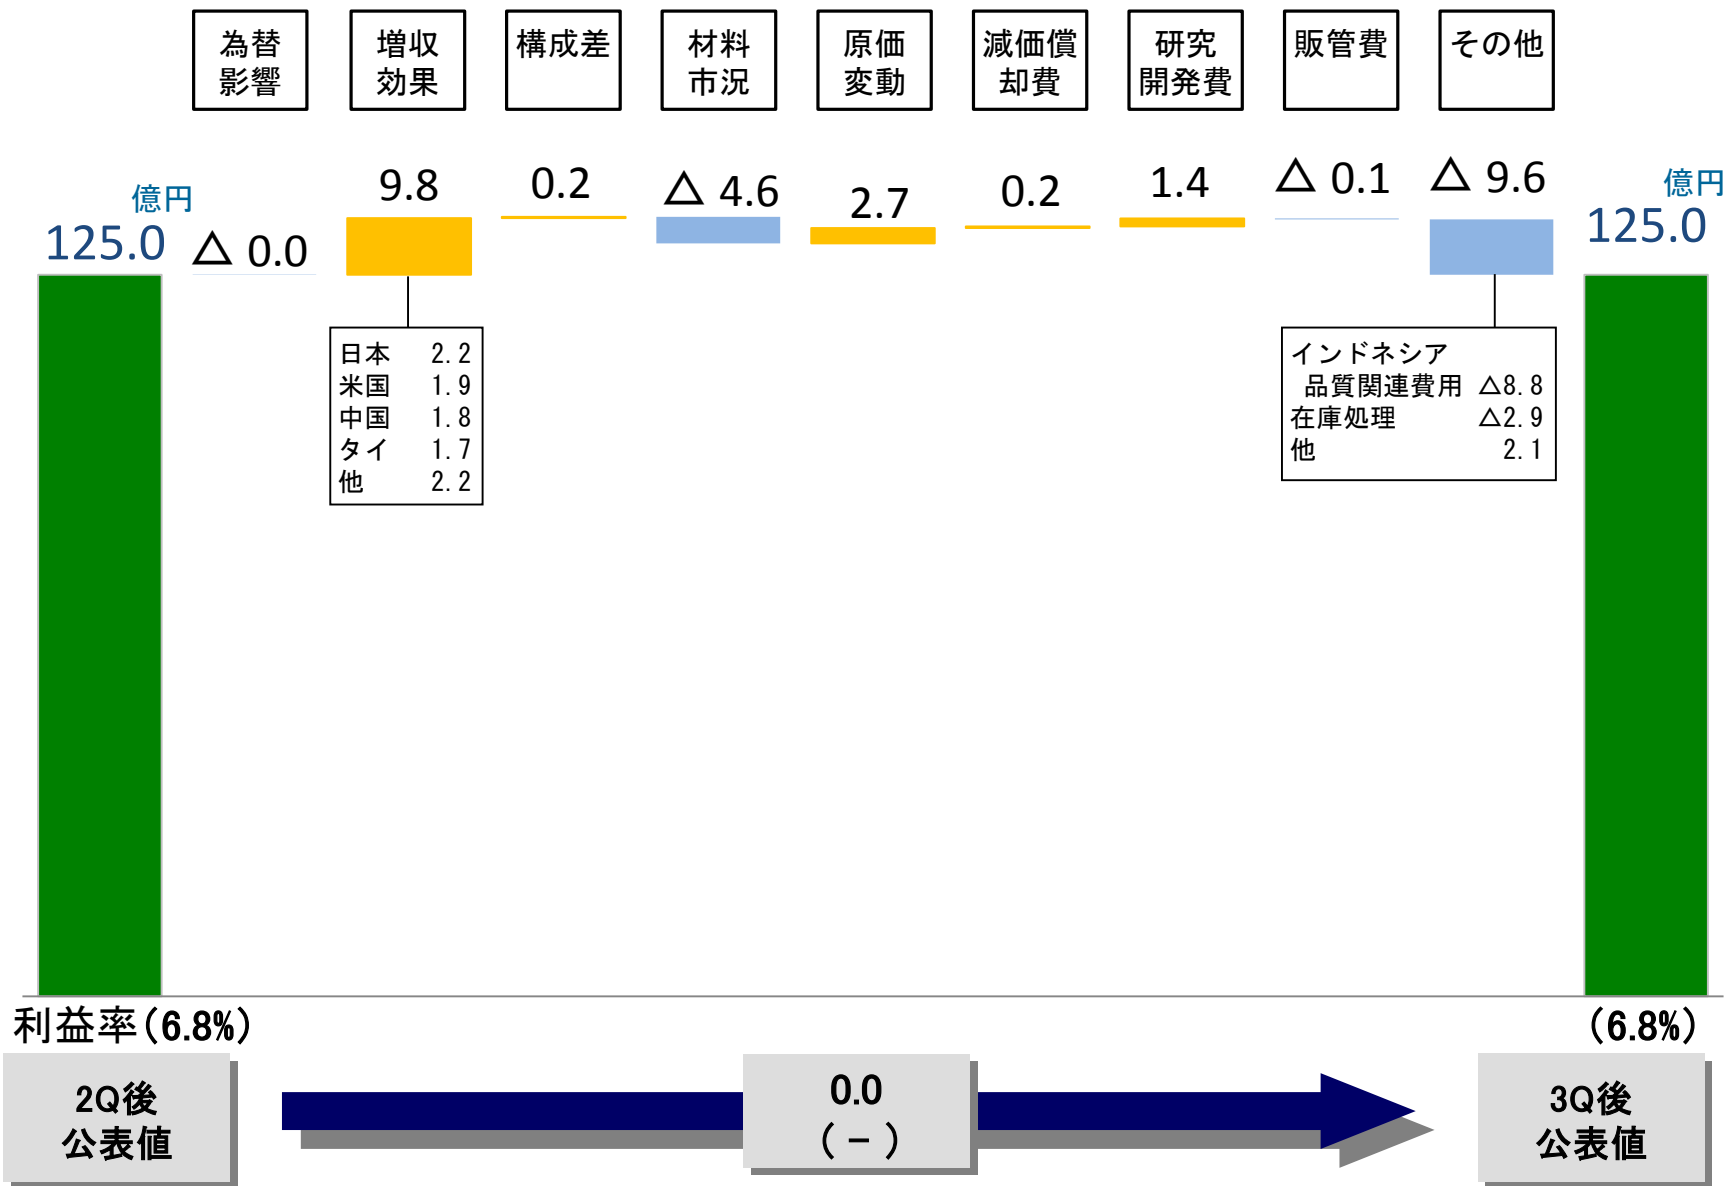 為替
影響
増収
効果
構成差
材料
市況
原価
変動
減価償
却費
研究
開発費
販管費
その他
億円
125.0
△ 0.0
9.8
0.2
△ 4.6
2.7
0.2
1.4
△ 0.1
△ 9.6
億円
125.0
日本 2.2
米国 1.9
中国 1.8
タイ 1.7
他 2.2
インドネシア
品質関連費用 △8.8
在庫処理 △2.9
他 2.1
利益率(6.8%)
(6.8%)
2Q後
公表値
0.0
(－)
3Q後
公表値